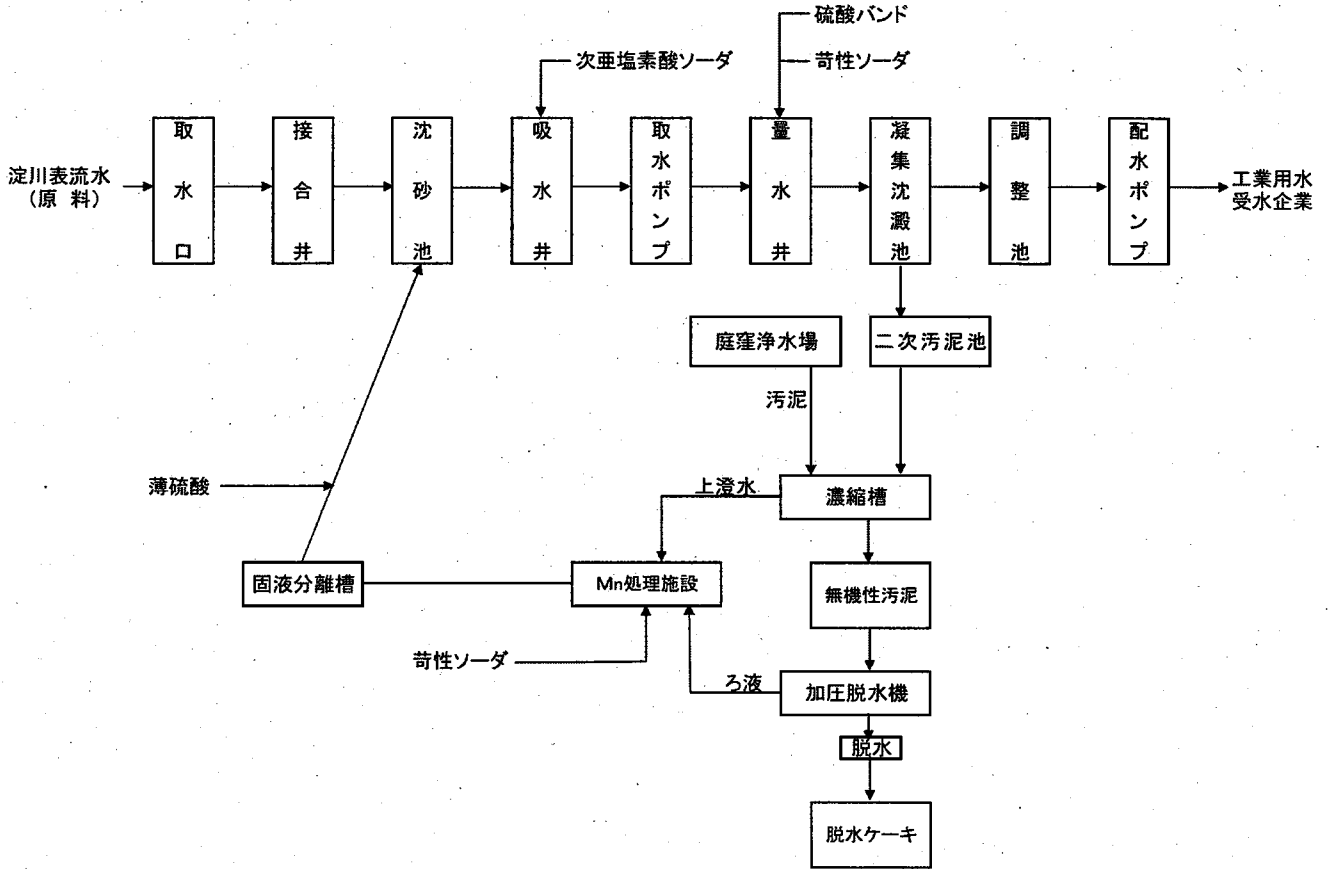 硫酸バンド
次亜塩素酸ソーダ
苛性ソーダ
淀川表流水
(原 料)
取水口
接合井
沈砂池
吸水井
取水ポンプ
量水井
凝集沈澱池
調整池
配水ポンプ
工業用水
受水企業
庭窪浄水場
二次汚泥池
汚泥
薄硫酸
上澄水
濃縮槽
固液分離槽
Mn処理施設
無機性汚泥
苛性ソーダ
ろ液
加圧脱水機
脱水
脱水ケーキ